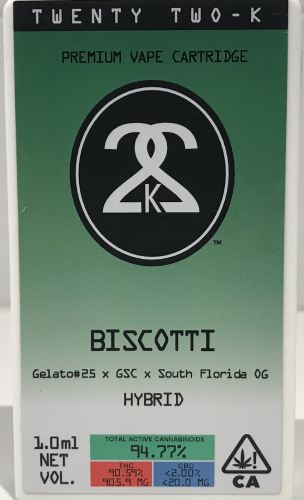 TWENTY TWO-K
PREMIUM VAPE CARTRIDGE
22
K
™
BISCOTTI
Gelato#25 x GSC x South Florida OG
HYBRID
1.0ml
NET
VOL.
TOTAL ACTIVE CANNABINOIDS
94.77%
THC
90.59%
905.9 MG
CBD
<2.00%
<20.0 MG
!
CA